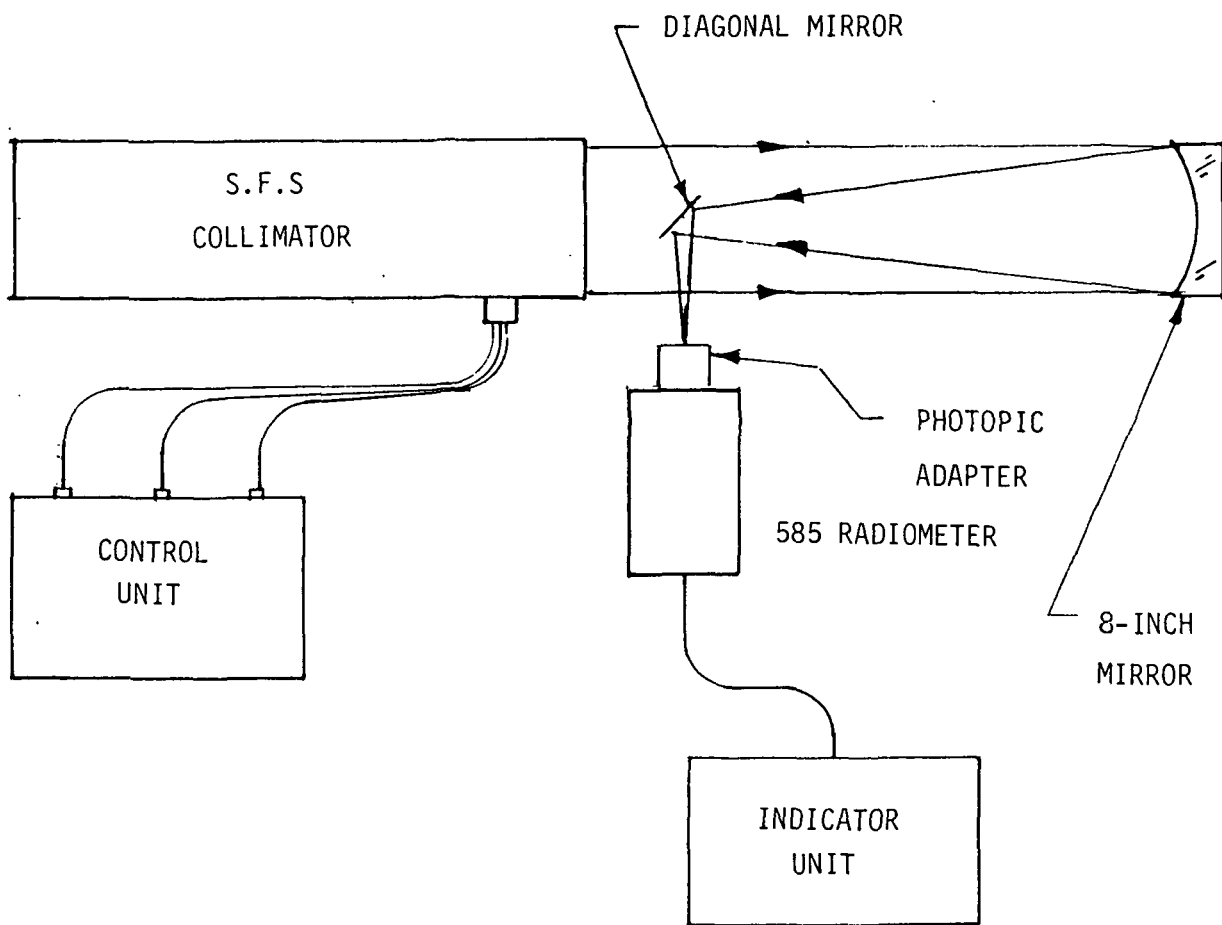 DIAGONAL MIRROR
S.F.S
COLLIMATOR
PHOTOPIC
ADAPTER
585 RADIOMETER
CONTROL
UNIT
8-INCH
MIRROR
INDICATOR
UNIT